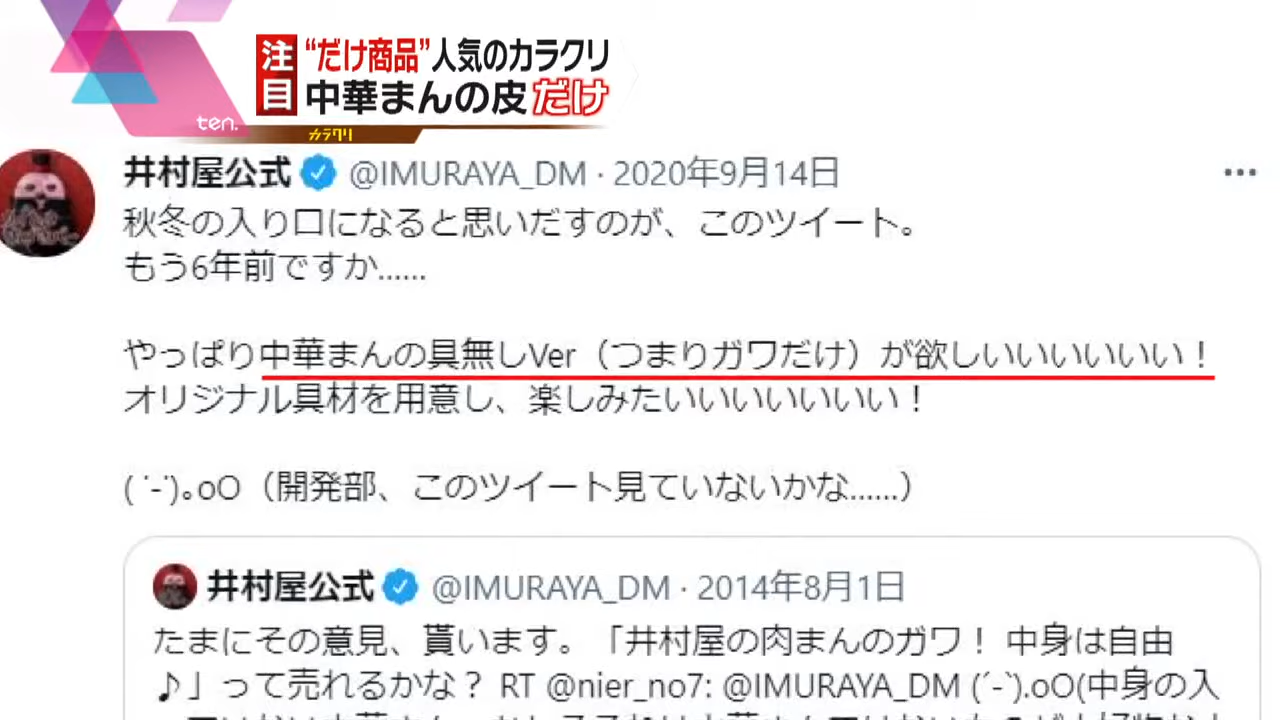 注目
“だけ商品”人気のカラクリ
中華まんの皮だけ
ten.
カラクリ
井村屋公式 @IMURAYA_DM · 2020年9月14日
秋冬の入り口になると思いだすのが、このツイート。
もう6年前ですか......
やっぱり中華まんの具無しVer（つまりガワだけ）が欲しいいいいいい！
オリジナル具材を用意し、楽しみたいいいいいいい！
( ´-`)｡oO（開発部、このツイート見ていないかな......）
井村屋公式 @IMURAYA_DM · 2014年8月1日
たまにその意見、貰います。「井村屋の肉まんのガワ！ 中身は自由
♪」って売れるかな？ RT @nier_no7: @IMURAYA_DM (´-`).oO(中身の入